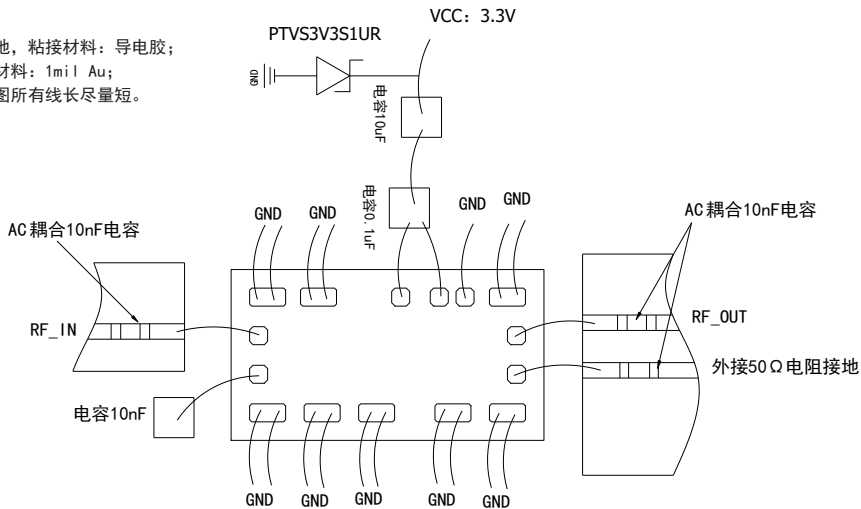 VCC: 3.3V
PTVS3V3S1UR
地, 粘接材料: 导电胶;
材料: 1mil Au;
图所有线长尽量短。
GND
电容10uF
电容0.1uF
GND
GND
GND
GND
AC耦合10nF电容
AC耦合10nF电容
RF_IN
RF_OUT
外接50Ω电阻接地
电容10nF
GND
GND
GND
GND
GND